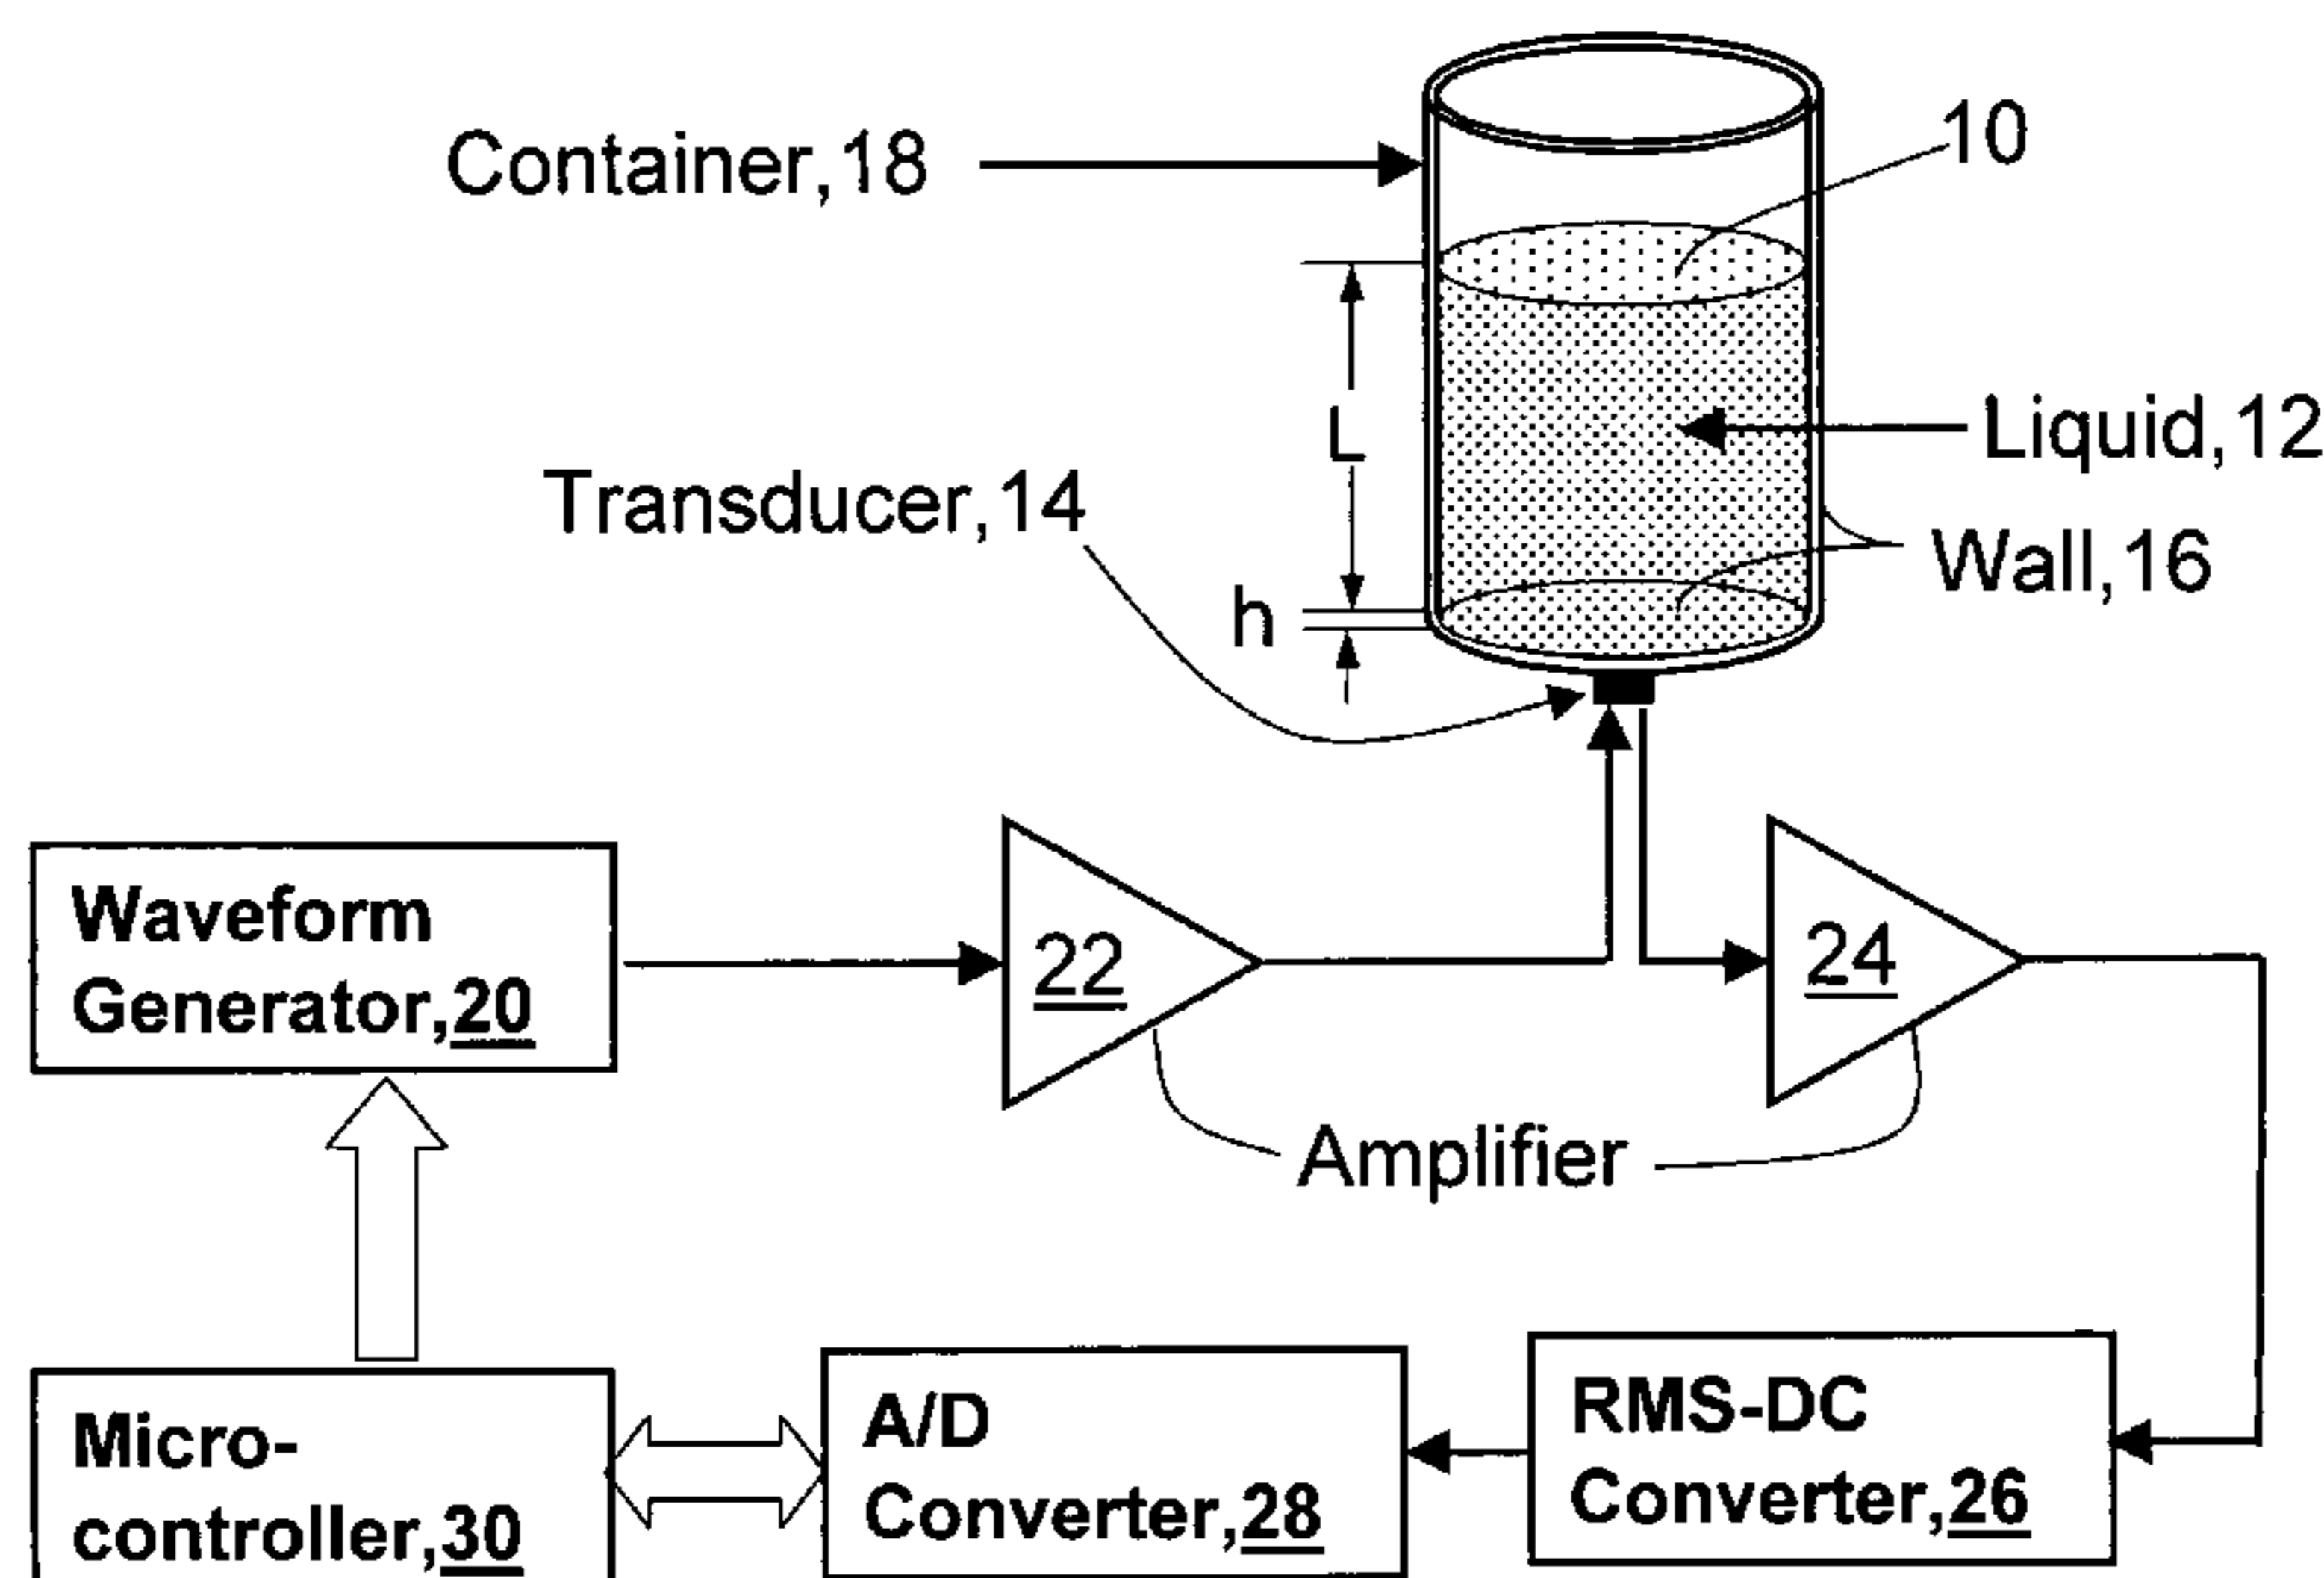 10
Container,18
L
Liquid,12
Transducer,14
Wall,16
h
Waveform
Generator,20
22
24
Amplifier
Micro-
controller,30
A/D
Converter,28
RMS-DC
Converter,26